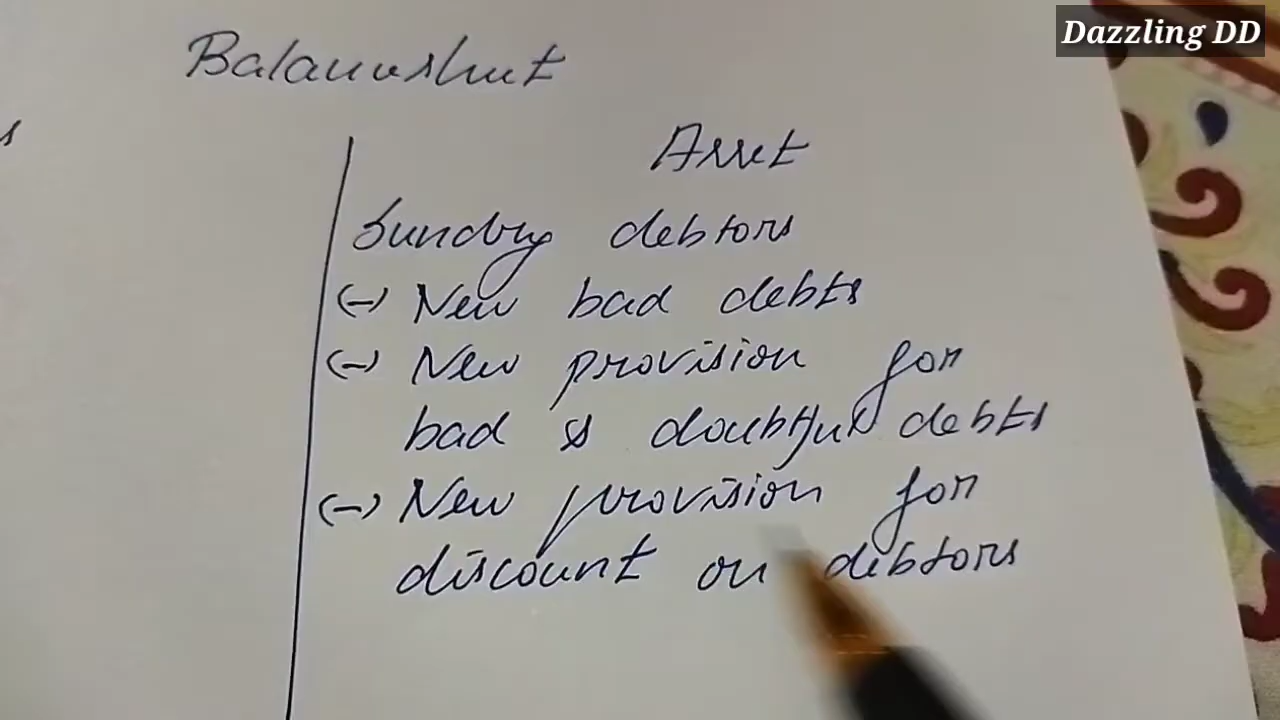 Dazzling DD
Balancesheet
Asset
Sundry debtors
(-) New bad debts
(-) New provision for
bad & doubtful debts
(-) New provision for
discount on debtors